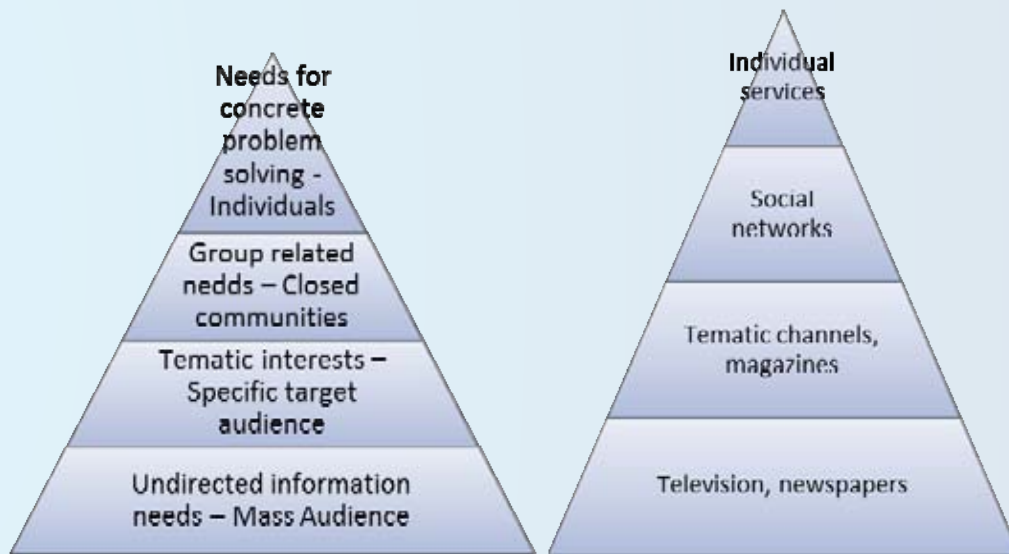 Needs for
concrete
problem
solving -
Individuals
Group related
nedds – Closed
communities
Tematic interests –
Specific target
audience
Undirected information
needs – Mass Audience
Individual
services
Social
networks
Tematic channels,
magazines
Television, newspapers